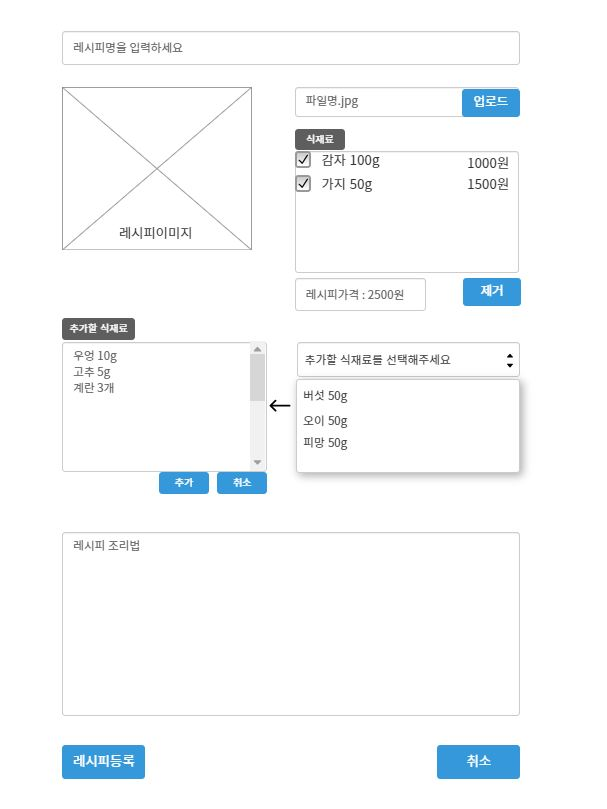 레시피명을 입력하세요
파일명.jpg
업로드
식재료
감자 100g 1000원
가지 50g 1500원
레시피이미지
레시피가격 : 2500원
제거
추가할 식재료
우엉 10g
고추 5g
계란 3개
추가할 식재료를 선택해주세요
버섯 50g
오이 50g
피망 50g
추가
취소
레시피 조리법
레시피등록
취소